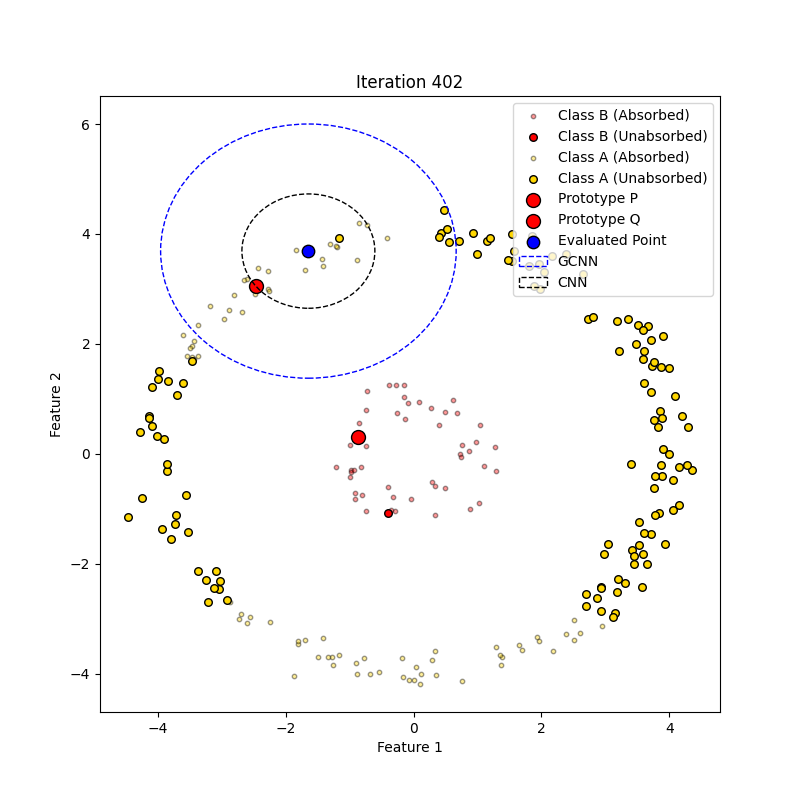 Iteration 402
Class B (Absorbed)
Class B (Unabsorbed)
Class A (Absorbed)
Class A (Unabsorbed)
Prototype P
Prototype Q
Evaluated Point
GCNN
CNN
6
4
2
0
−2
−4
Feature 2
−4
−2
0
2
4
Feature 1